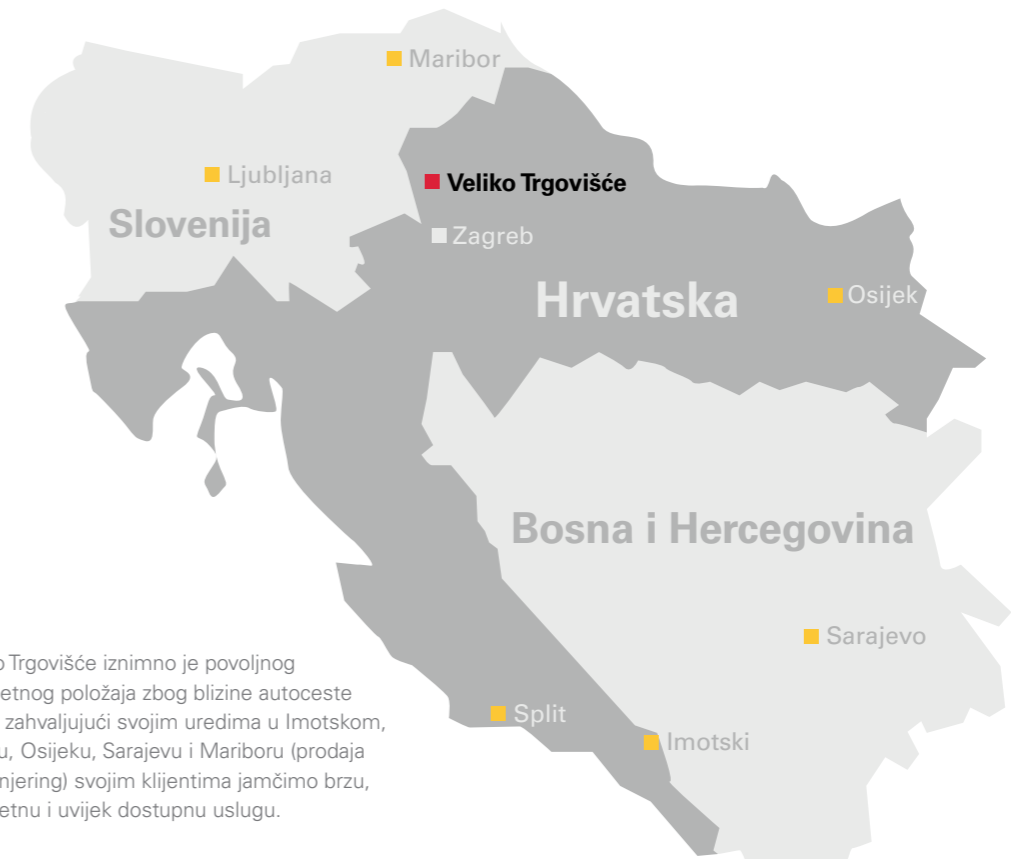 Maribor
Ljubljana
Veliko Trgovišće
Slovenija
Zagreb
Hrvatska
Osijek
Bosna i Hercegovina
Sarajevo
Trgovišće iznimno je povoljnog
položaja zbog blizine autoceste
zahvaljujući svojim uredima u Imotskom,
Split
Osijeku, Sarajevu i Mariboru (prodaja
Imotski
svojim klijentima jamčimo brzu,
i uvijek dostupnu uslugu.